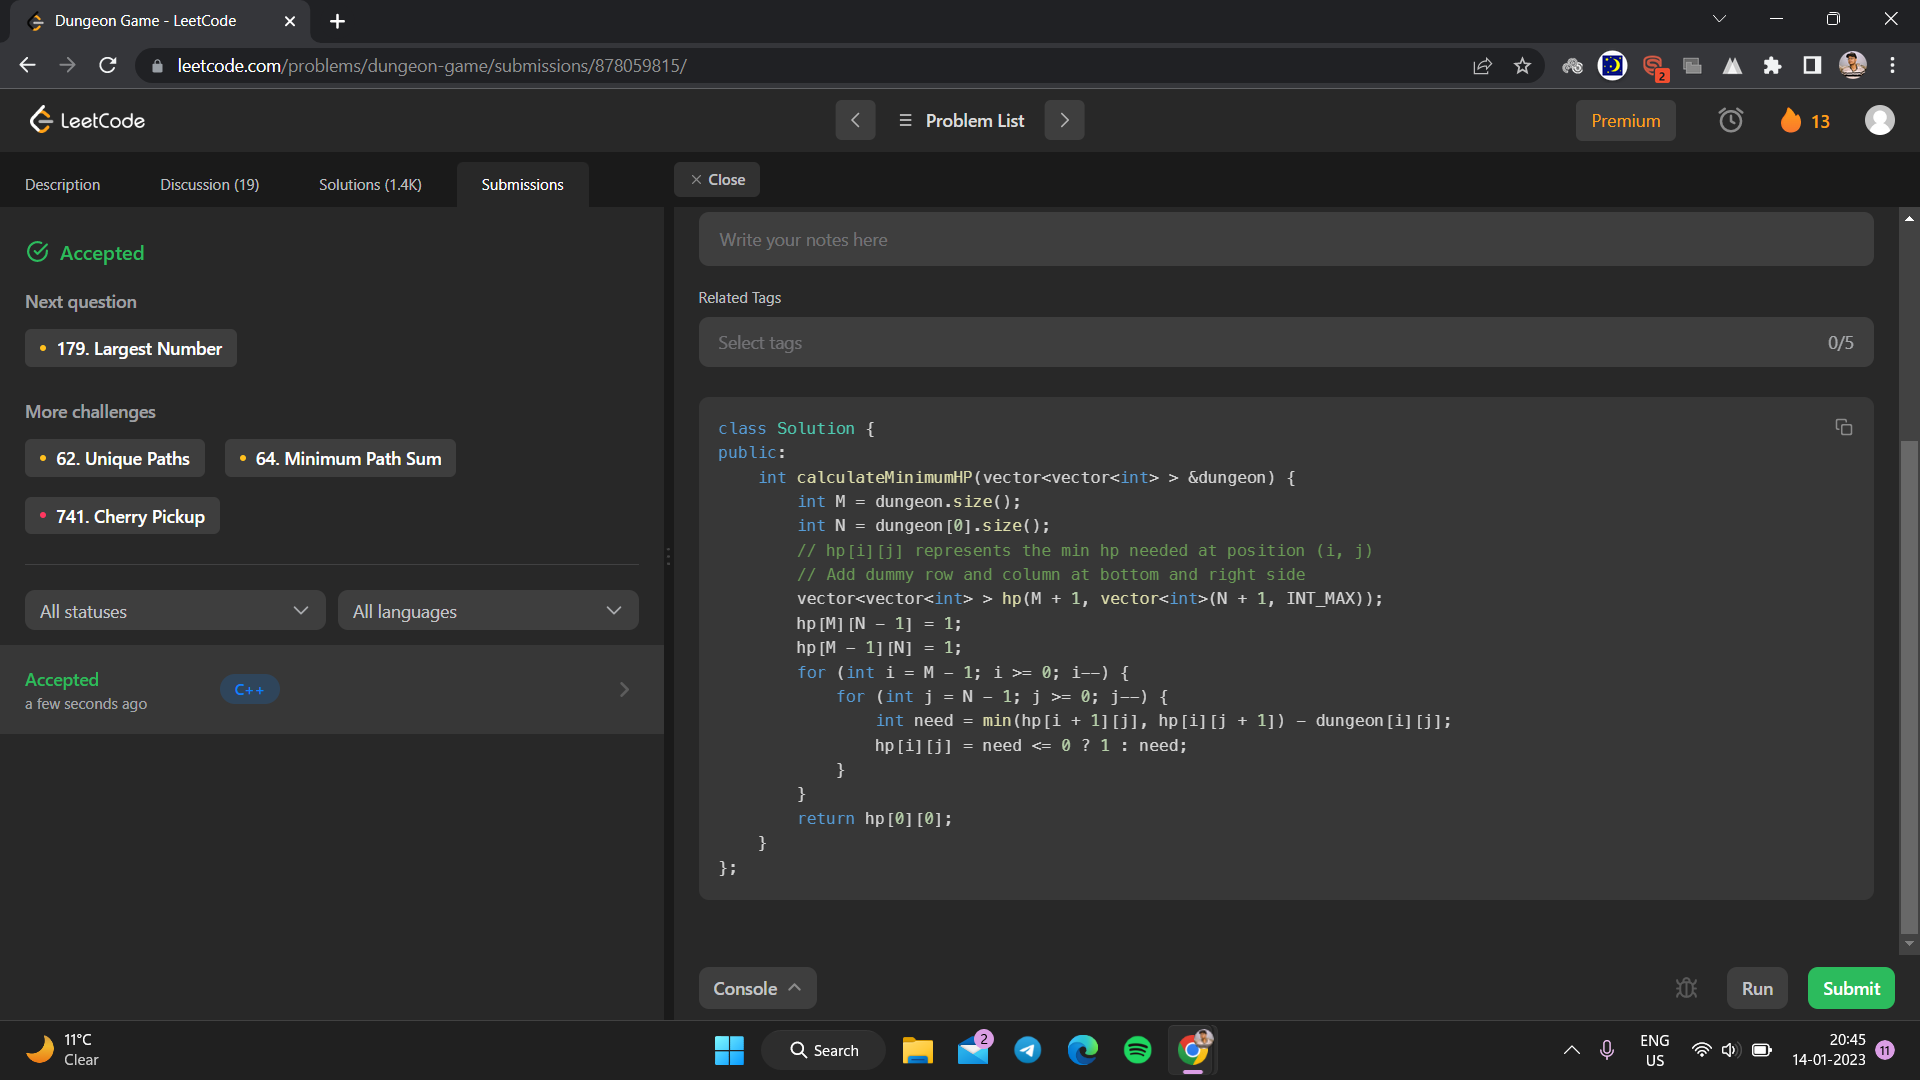 Dungeon Game - LeetCode
leetcode.com/problems/dungeon-game/submissions/878059815/
2
LeetCode
Problem List
Premium
13
Description
Discussion (19)
Solutions (1.4K)
Submissions
Close
Accepted
Next question
179. Largest Number
More challenges
62. Unique Paths
64. Minimum Path Sum
741. Cherry Pickup
All statuses
All languages
Accepted
a few seconds ago
C++
Write your notes here
Related Tags
Select tags
0/5
class Solution {
public:
    int calculateMinimumHP(vector<vector<int> > &dungeon) {
        int M = dungeon.size();
        int N = dungeon[0].size();
        // hp[i][j] represents the min hp needed at position (i, j)
        // Add dummy row and column at bottom and right side
        vector<vector<int> > hp(M + 1, vector<int>(N + 1, INT_MAX));
        hp[M][N - 1] = 1;
        hp[M - 1][N] = 1;
        for (int i = M - 1; i >= 0; i--) {
            for (int j = N - 1; j >= 0; j--) {
                int need = min(hp[i + 1][j], hp[i][j + 1]) - dungeon[i][j];
                hp[i][j] = need <= 0 ? 1 : need;
            }
        }
        return hp[0][0];
    }
};
Console
Run
Submit
11°C
Clear
Search
2
ENG
US
20:45
14-01-2023
11